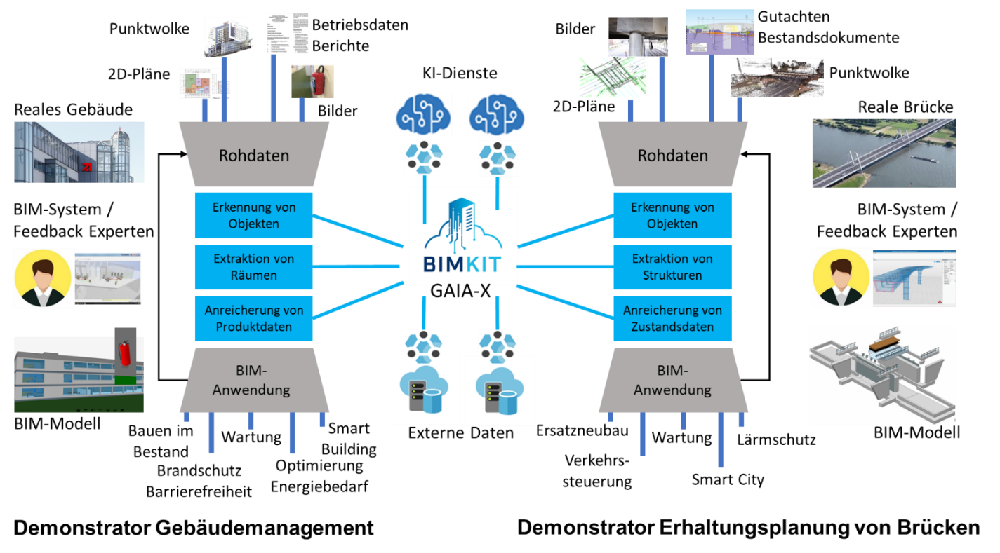 Punktwolke
Betriebsdaten
Berichte
2D-Pläne
Bilder
Reales Gebäude
Rohdaten
BIM-System /
Feedback Experten
Erkennung von
Objekten
Extraktion von
Räumen
Anreicherung von
Produktdaten
BIM-
Anwendung
BIM-Modell
Bauen im
Bestand
Wartung
Smart
Building
Brandschutz
Barrierefreiheit
Optimierung
Energiebedarf
Demonstrator Gebäudemanagement
KI-Dienste
BIMKIT
GAIA-X
Externe Daten
Bilder
Gutachten
Bestandsdokumente
2D-Pläne
Punktwolke
Reale Brücke
Rohdaten
BIM-System /
Feedback Experten
Erkennung von
Objekten
Extraktion von
Strukturen
Anreicherung von
Zustandsdaten
BIM-
Anwendung
BIM-Modell
Ersatzneubau
Wartung
Lärmschutz
Verkehrs-
steuerung
Smart City
Demonstrator Erhaltungsplanung von Brücken